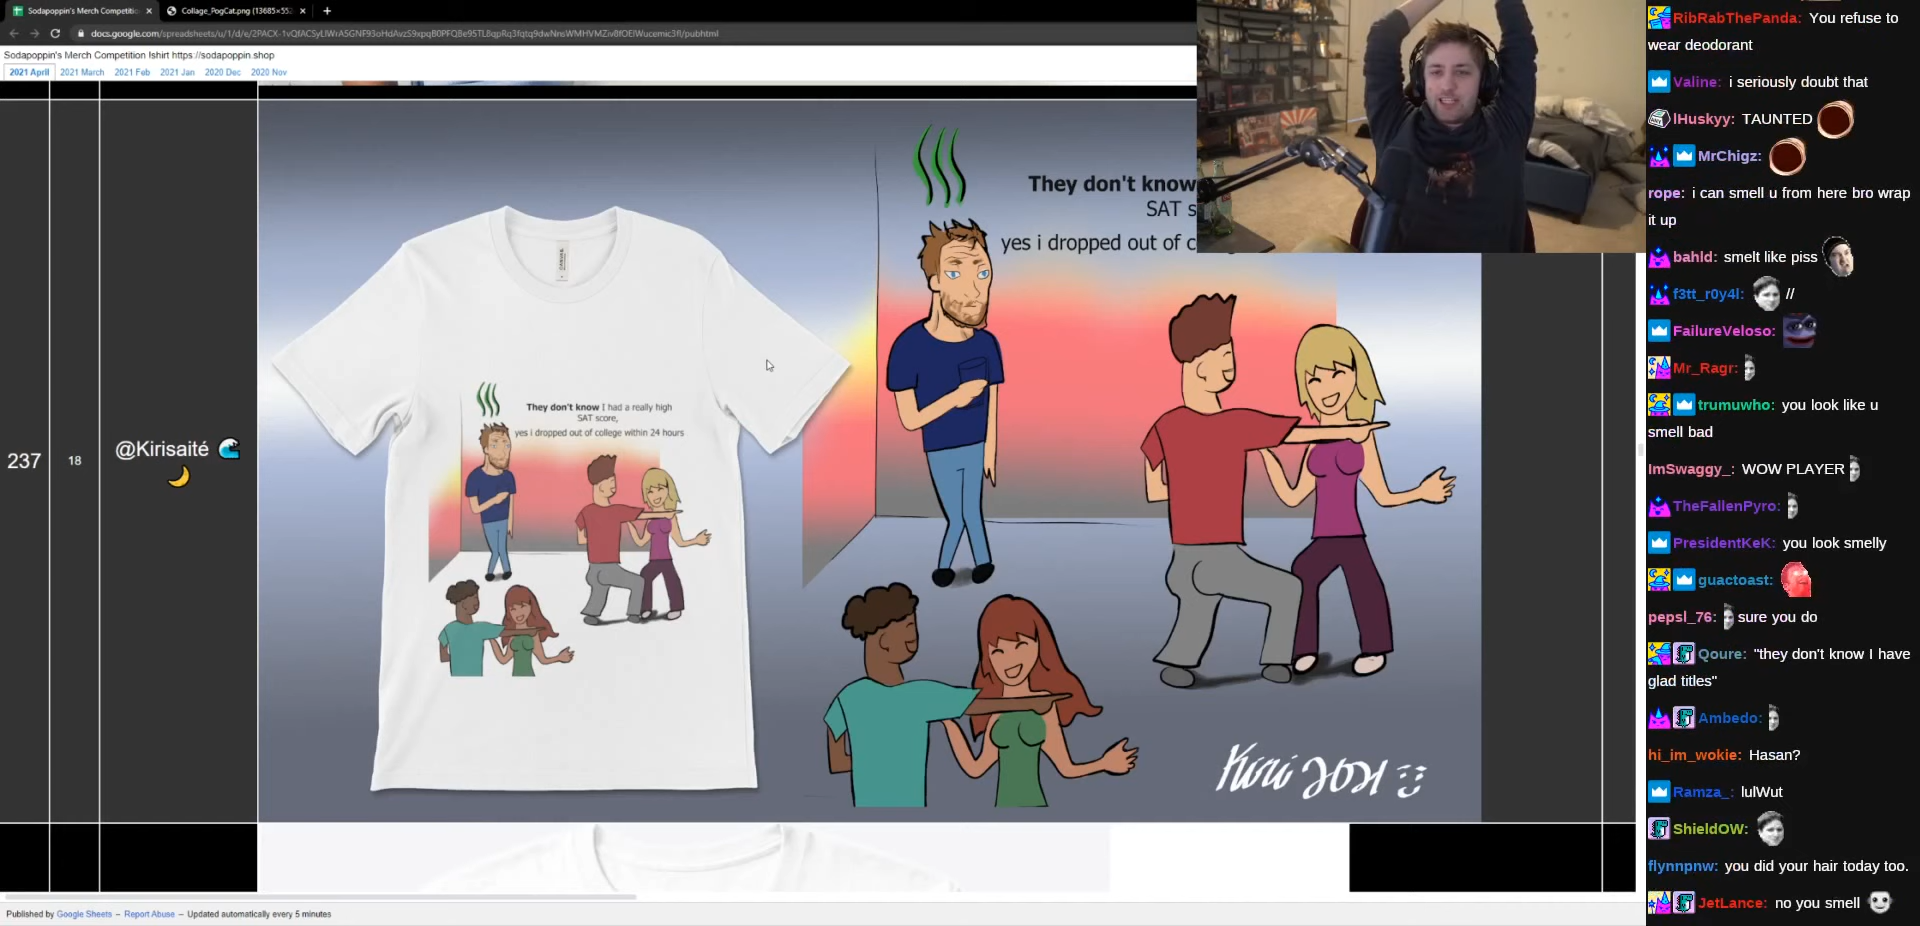 Sodapoppin's Merch Competitio
Collage_PogCat.png (13685×55
Sodapoppin's Merch Competition !shirt https://sodapoppin.shop
2021 April 2021 March 2021 Feb 2021 Jan 2020 Dec 2020 Nov
237
18
@Kirisaité
They don't know I had a really high
SAT score,
yes i dropped out of college within 24 hours
They don't know
SAT s
yes i dropped out of c
Kiri 2021
Published by Google Sheets – Report Abuse – Updated automatically every 5 minutes
RibRabThePanda: You refuse to
wear deodorant
Valine: i seriously doubt that
lHuskyy: TAUNTED
MrChigz:
rope: i can smell u from here bro wrap
it up
bahld: smelt like piss
f3tt_r0y4l: //
FailureVeloso:
Mr_Ragr:
trumuwho: you look like u
smell bad
ImSwaggy_: WOW PLAYER
TheFallenPyro:
PresidentKeK: you look smelly
guactoast:
pepsl_76: sure you do
Qoure: "they don't know I have
glad titles"
Ambedo:
hi_im_wokie: Hasan?
Ramza_: lulWut
ShieldOW:
flynnpnw: you did your hair today too.
JetLance: no you smell